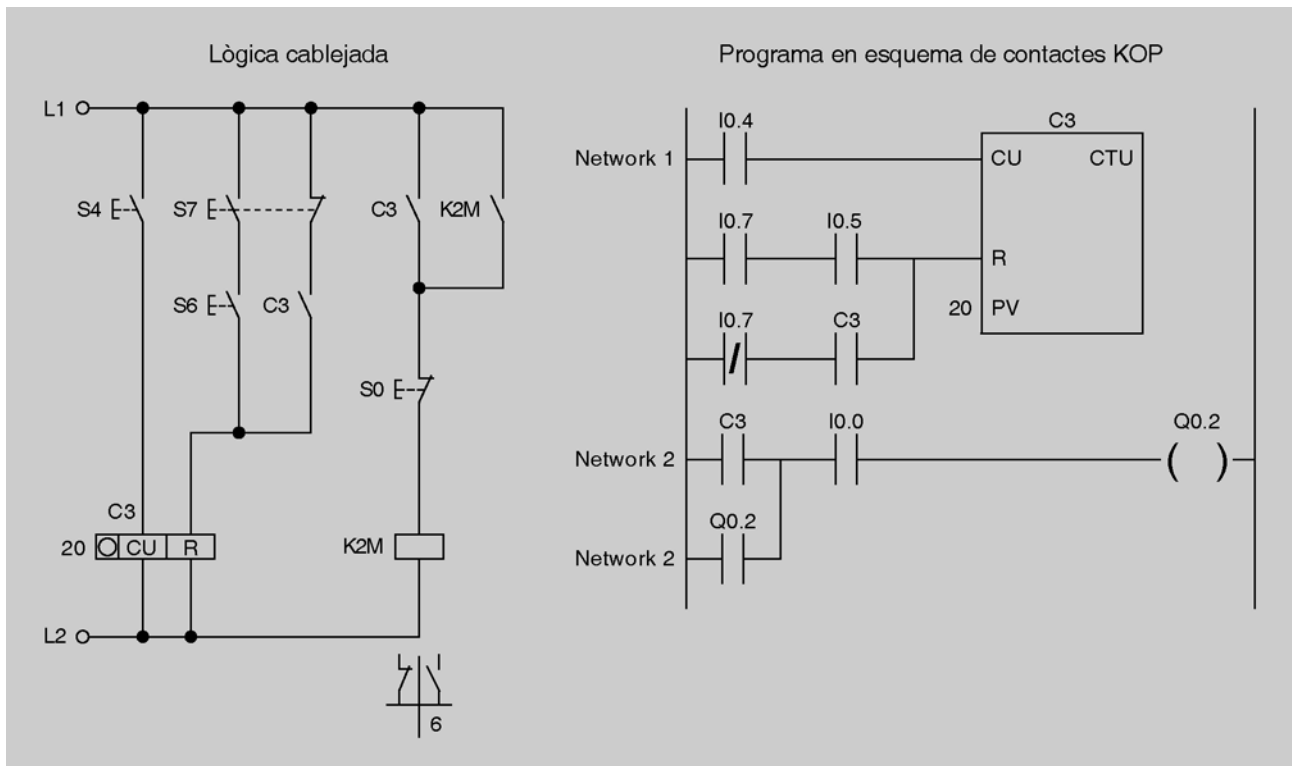 Lògica cablejada
Programa en esquema de contactes KOP
L1
S4
S7
C3
K2M
S6
C3
S0
C3
20
CU
R
K2M
L2
6
I0.4
C3
Network 1
CU
CTU
I0.7
I0.5
R
20
PV
I0.7
C3
C3
I0.0
Q0.2
Network 2
Q0.2
Network 2